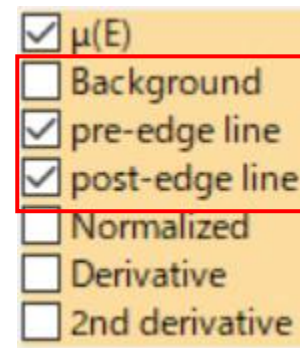 μ(E)
Background
pre-edge line
post-edge line
Normalized
Derivative
2nd derivative